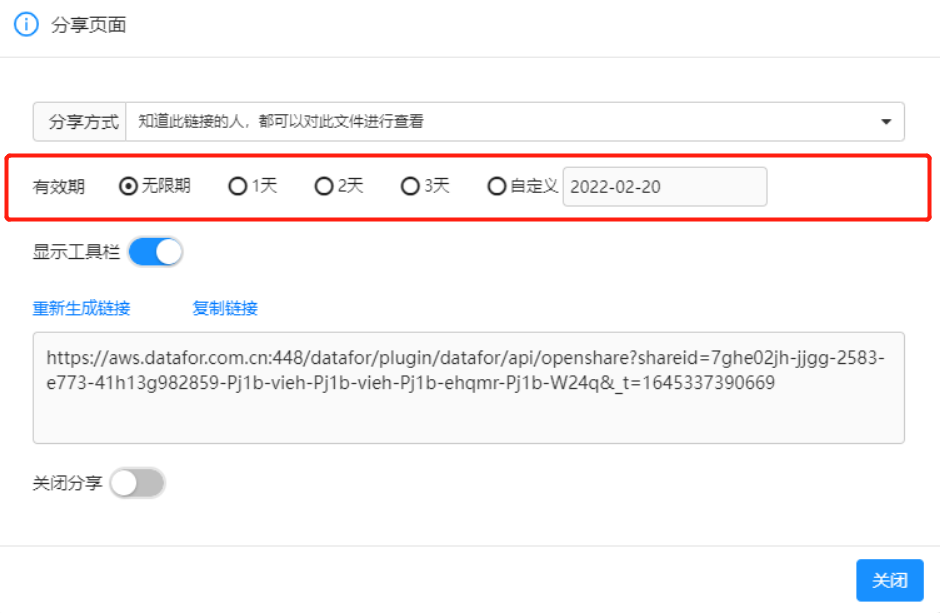 分享页面
分享方式 知道此链接的人，都可以对此文件进行查看
有效期 无限期 1天 2天 3天 自定义 2022-02-20
显示工具栏
重新生成链接 复制链接
https://aws.datafor.com.cn:448/datafor/plugin/datafor/api/openshare?shareid=7ghe02jh-jjgg-2583-
e773-41h13g982859-Pj1b-vieh-Pj1b-vieh-Pj1b-ehqmr-Pj1b-W24q&_t=1645337390669
关闭分享
关闭